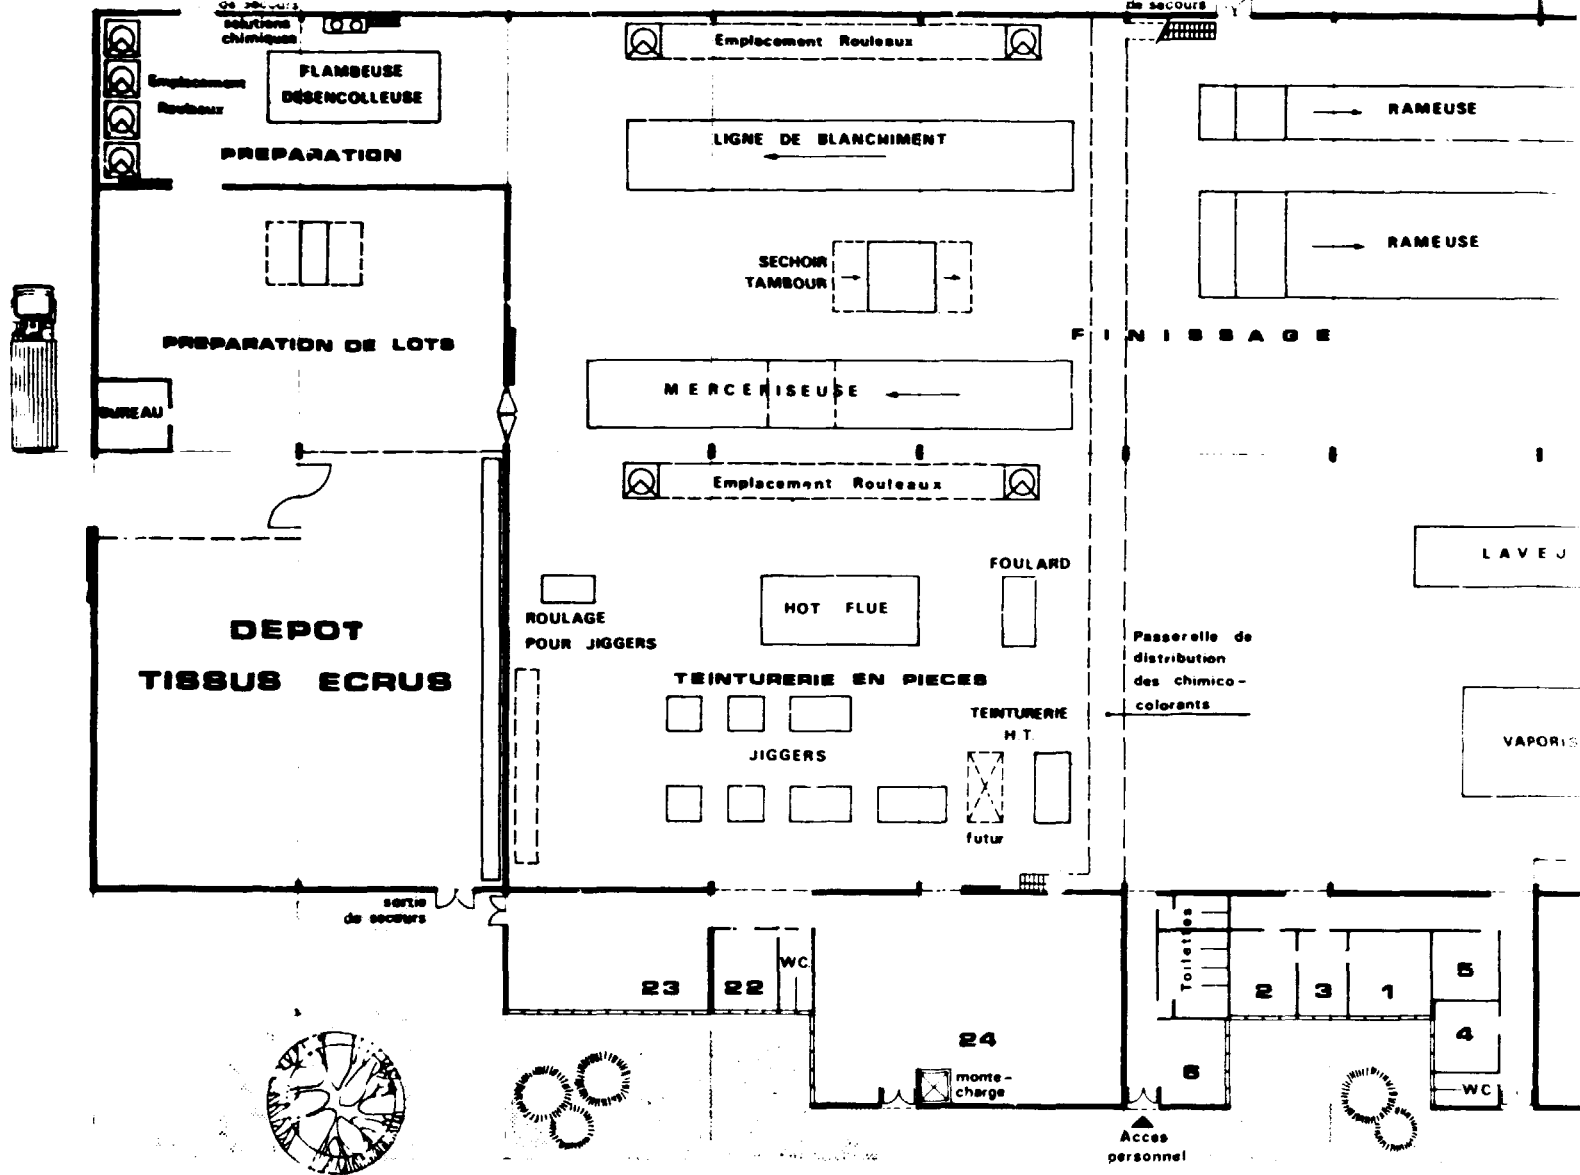 de secours
solutions
chimiques
de secours
Emplacement Rouleaux
FLAMBEUSE
DESENCOLLEUSE
Emplacement
Rouleaux
RAMEUSE
LIGNE DE BLANCHIMENT
PREPARATION
RAMEUSE
SECHOIR
TAMBOUR
FINISSAGE
PREPARATION DE LOTS
MERCERISEUSE
BUREAU
Emplacement Rouleaux
LAVEU
FOULARD
HOT FLUE
ROULAGE
POUR JIGGERS
DEPOT
TISSUS ECRUS
Passerelle de
distribution
des chimico-
colorants
TEINTURERIE EN PIECES
TEINTURERIE
H.T.
JIGGERS
VAPORIS
futur
sortie
de secours
Toilettes
WC
23
22
2
3
1
5
24
4
6
monte-
charge
WC
Acces
personnel